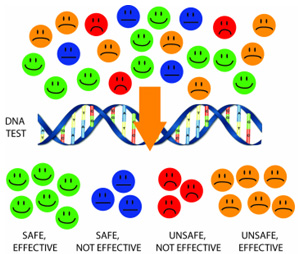 DNA
TEST
SAFE,
EFFECTIVE
SAFE,
NOT EFFECTIVE
UNSAFE,
NOT EFFECTIVE
UNSAFE,
EFFECTIVE